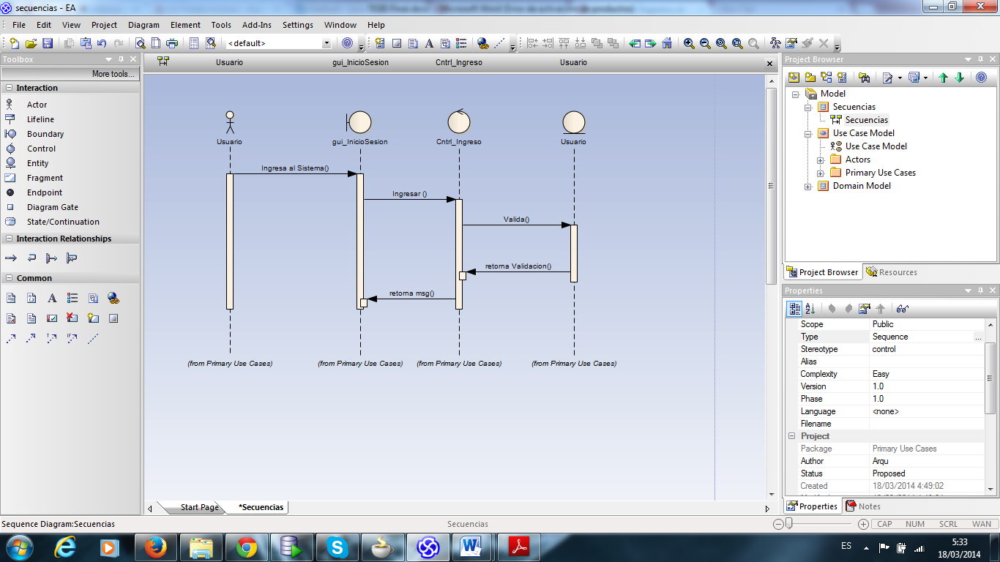 secuencias - EA
File Edit View Project Diagram Element Tools Add-Ins Settings Window Help
<default>
Toolbox
More tools...
Interaction
Actor
Lifeline
Boundary
Control
Entity
Fragment
Endpoint
Diagram Gate
State/Continuation
Interaction Relationships
Common
Usuario gui_InicioSesion Cntrl_Ingreso Usuario
Usuario gui_InicioSesion Cntrl_Ingreso Usuario
Ingresa al Sistema()
Ingresar ()
Valida()
retorna Validacion()
retorna msg()
(from Primary Use Cases) (from Primary Use Cases) (from Primary Use Cases) (from Primary Use Cases)
Start Page *Secuencias
Project Browser
Model
Secuencias
Secuencias
Use Case Model
Use Case Model
Actors
Primary Use Cases
Domain Model
Project Browser Resources
Properties
Scope Public
Type Sequence ...
Stereotype control
Alias
Complexity Easy
Version 1.0
Phase 1.0
Language <none>
Filename
Project
Package Primary Use Cases
Author Arqu
Status Proposed
Created 18/03/2014 4:49:02
Properties Notes
Sequence Diagram:Secuencias Secuencias CAP NUM SCRL WAN
ES 5:33
18/03/2014